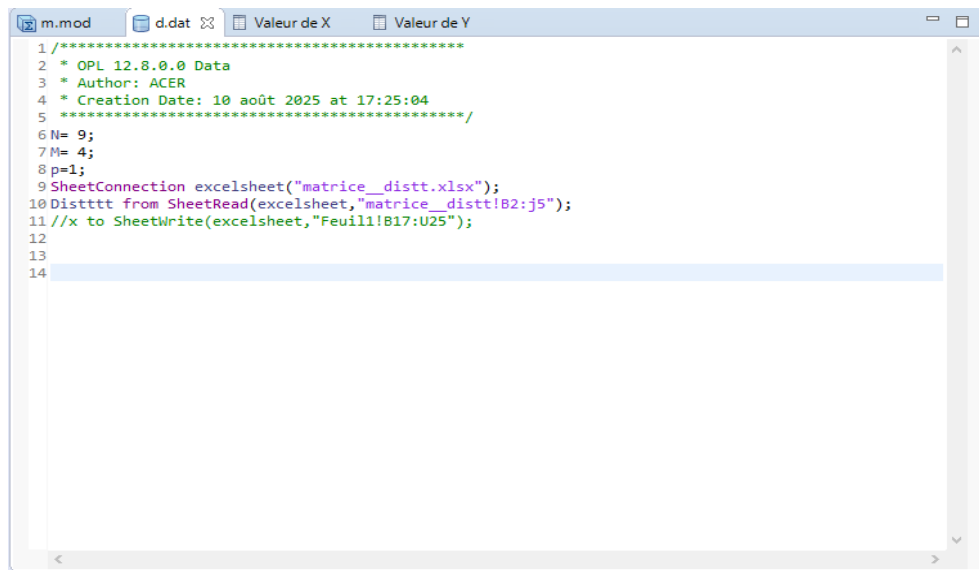 m.mod d.dat Valeur de X Valeur de Y
1 /*********************************************
2 * OPL 12.8.0.0 Data
3 * Author: ACER
4 * Creation Date: 10 août 2025 at 17:25:04
5 *********************************************/
6 N= 9;
7 M= 4;
8 p=1;
9 SheetConnection excelsheet("matrice__distt.xlsx");
10 Disttttt from SheetRead(excelsheet,"matrice__distt!B2:j5");
11 //x to SheetWrite(excelsheet,"Feuil1!B17:U25");
12
13
14